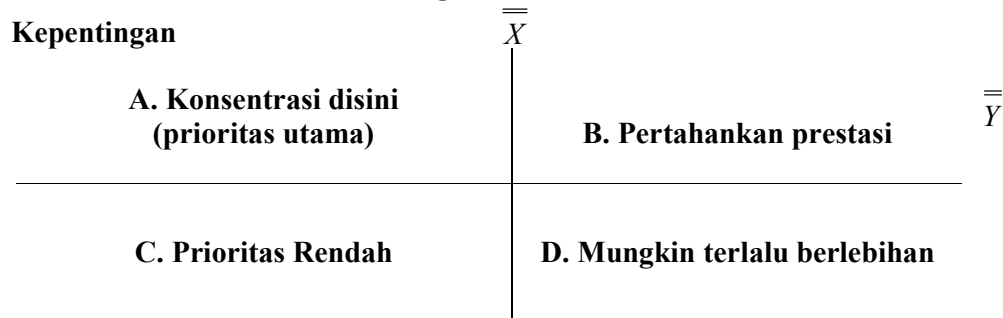 X̿
Kepentingan
A. Konsentrasi disini
(prioritas utama)
B. Pertahankan prestasi
Y̿
C. Prioritas Rendah
D. Mungkin terlalu berlebihan